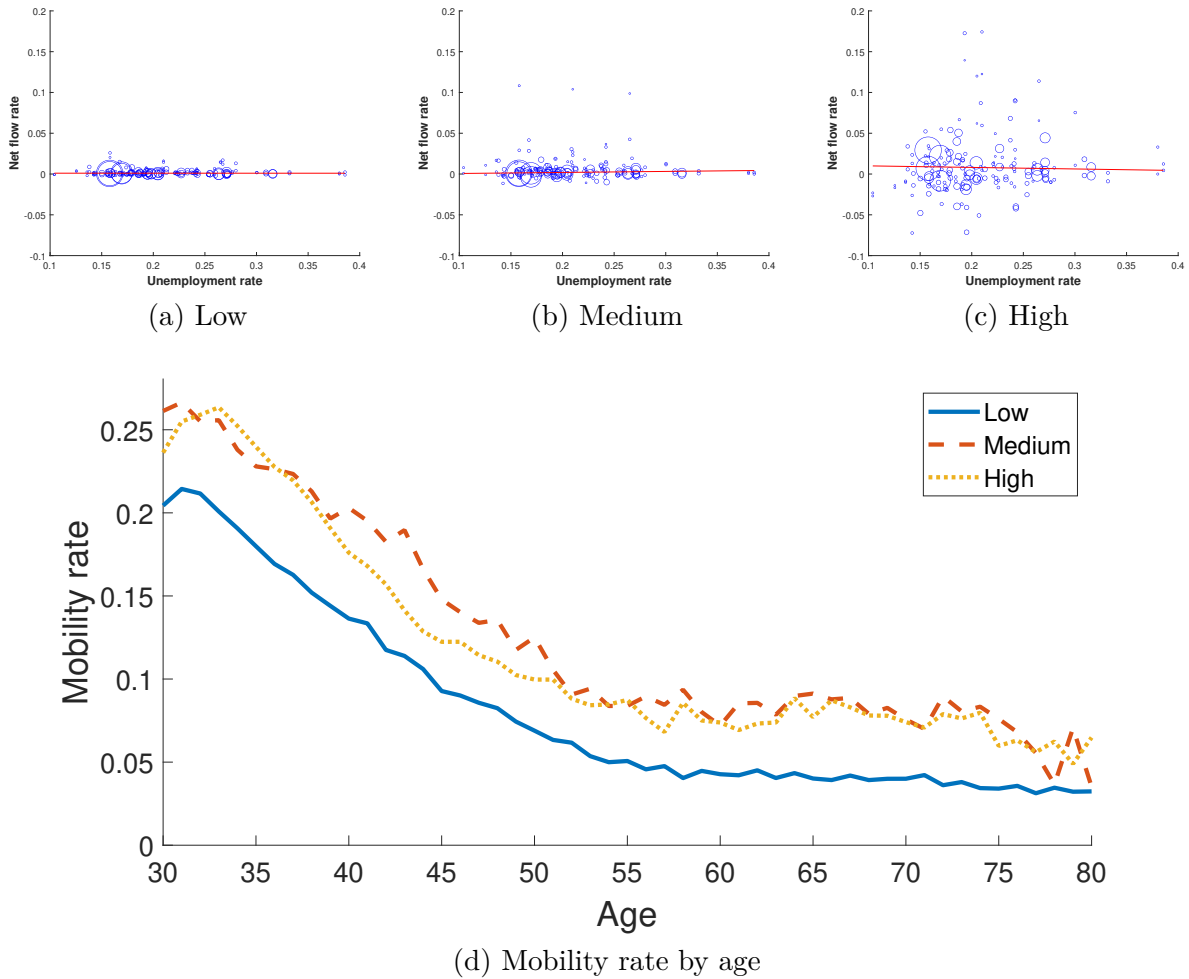 0.2
0.15
0.1
0.05
0
-0.05
-0.1
Net flow rate
0.1 0.15 0.2 0.25 0.3 0.35 0.4
Unemployment rate
(a) Low
0.2
0.15
0.1
0.05
0
-0.05
-0.1
Net flow rate
0.1 0.15 0.2 0.25 0.3 0.35 0.4
Unemployment rate
(b) Medium
0.2
0.15
0.1
0.05
0
-0.05
-0.1
Net flow rate
0.1 0.15 0.2 0.25 0.3 0.35 0.4
Unemployment rate
(c) High
Low
Medium
High
0.25
0.2
0.15
0.1
0.05
0
Mobility rate
30 35 40 45 50 55 60 65 70 75 80
Age
(d) Mobility rate by age